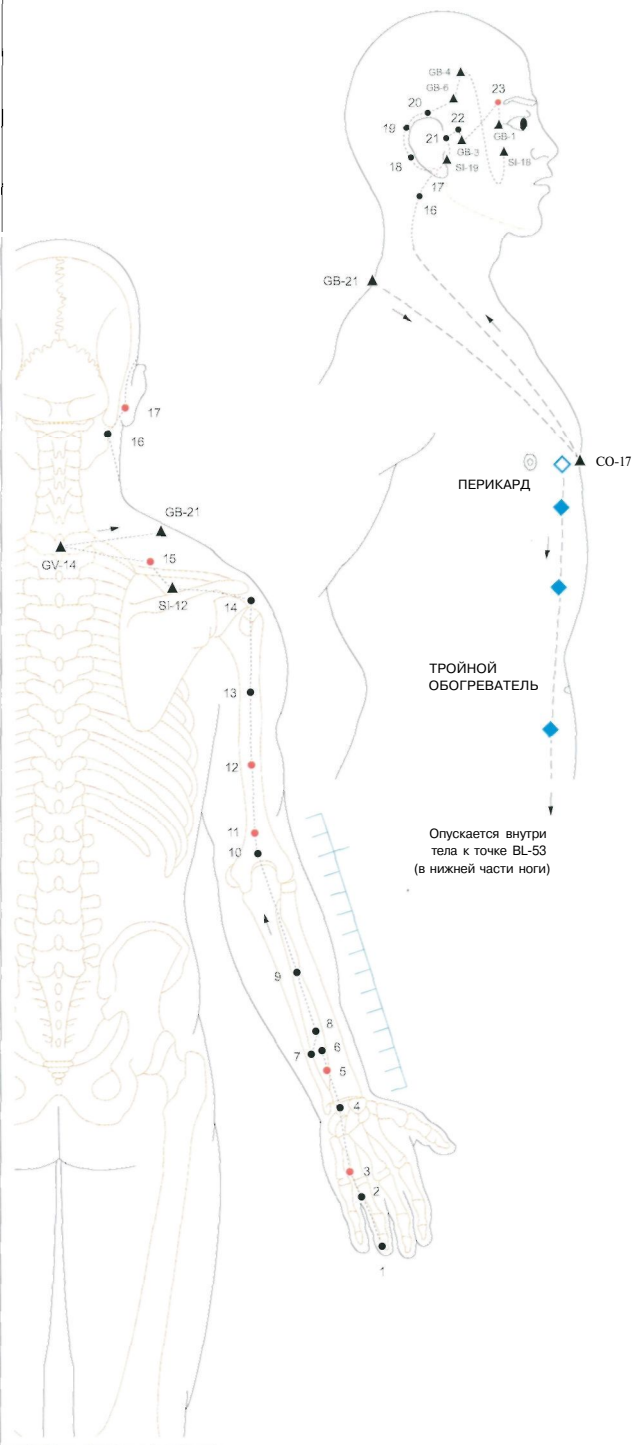 GB-4
GB-6
23
20
22
19
21
GB-1
GB-3
18
SI-19
SI-18
17
16
GB-21
CO-17
ПЕРИКАРД
17
16
GB-21
15
GV-14
SI-12
14
ТРОЙНОЙ
ОБОГРЕВАТЕЛЬ
13
12
11
10
Опускается внутри
тела к точке BL-53
(в нижней части ноги)
9
8
7
6
5
4
3
2
1